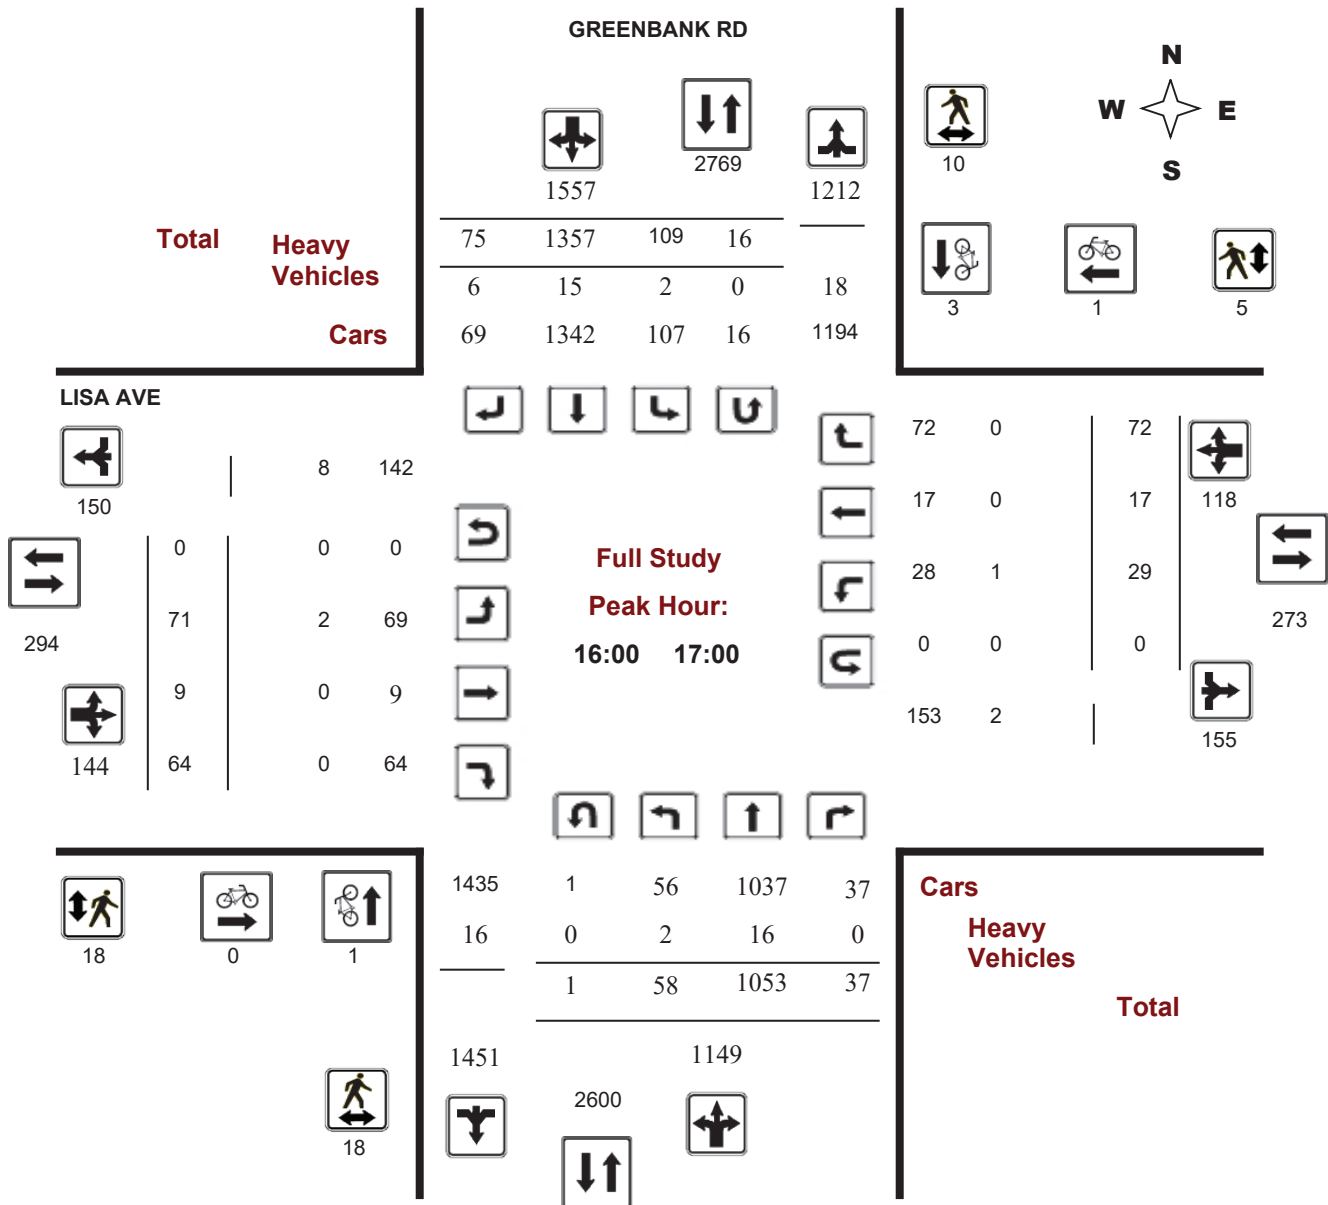 GREENBANK RD
N
W E
S
2769
10
1557
1212
Total
Heavy
Vehicles
Cars
75 1357 109 16
6 15 2 0 18
69 1342 107 16 1194
3 1 5
LISA AVE
150
8 142
0 0 0
294
71 2 69
9 0 9
144
64 0 64
Full Study
Peak Hour:
16:00 17:00
72 0 72
17 0 17
118
28 1 29
273
0 0 0
153 2
155
18 0 1
18
1435 1 56 1037 37
16 0 2 16 0
1 58 1053 37
1451 1149
2600
Cars
Heavy
Vehicles
Total